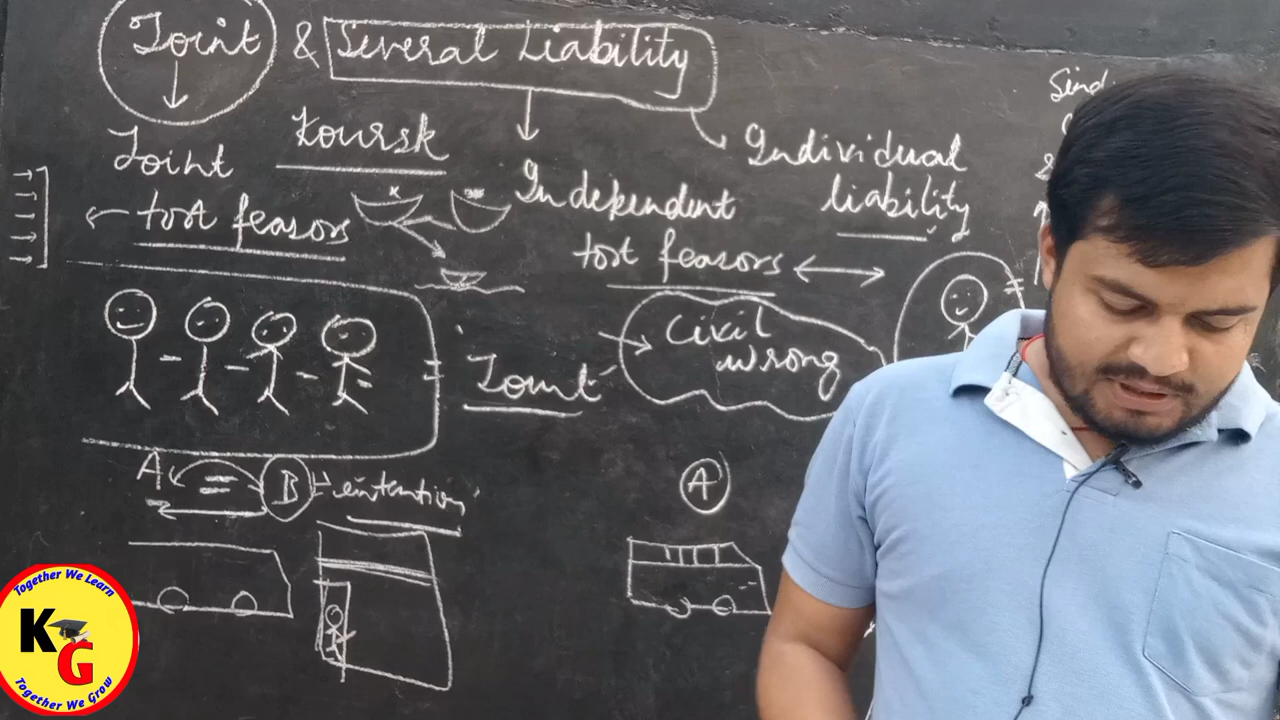 Joint & Several Liability
Joint
tort feasors
Koursk
K
Independent
tort feasors
Individual
liability
Joint
Civil
wrong
A
B
intention
A
Together We Learn
KG
Together We Grow